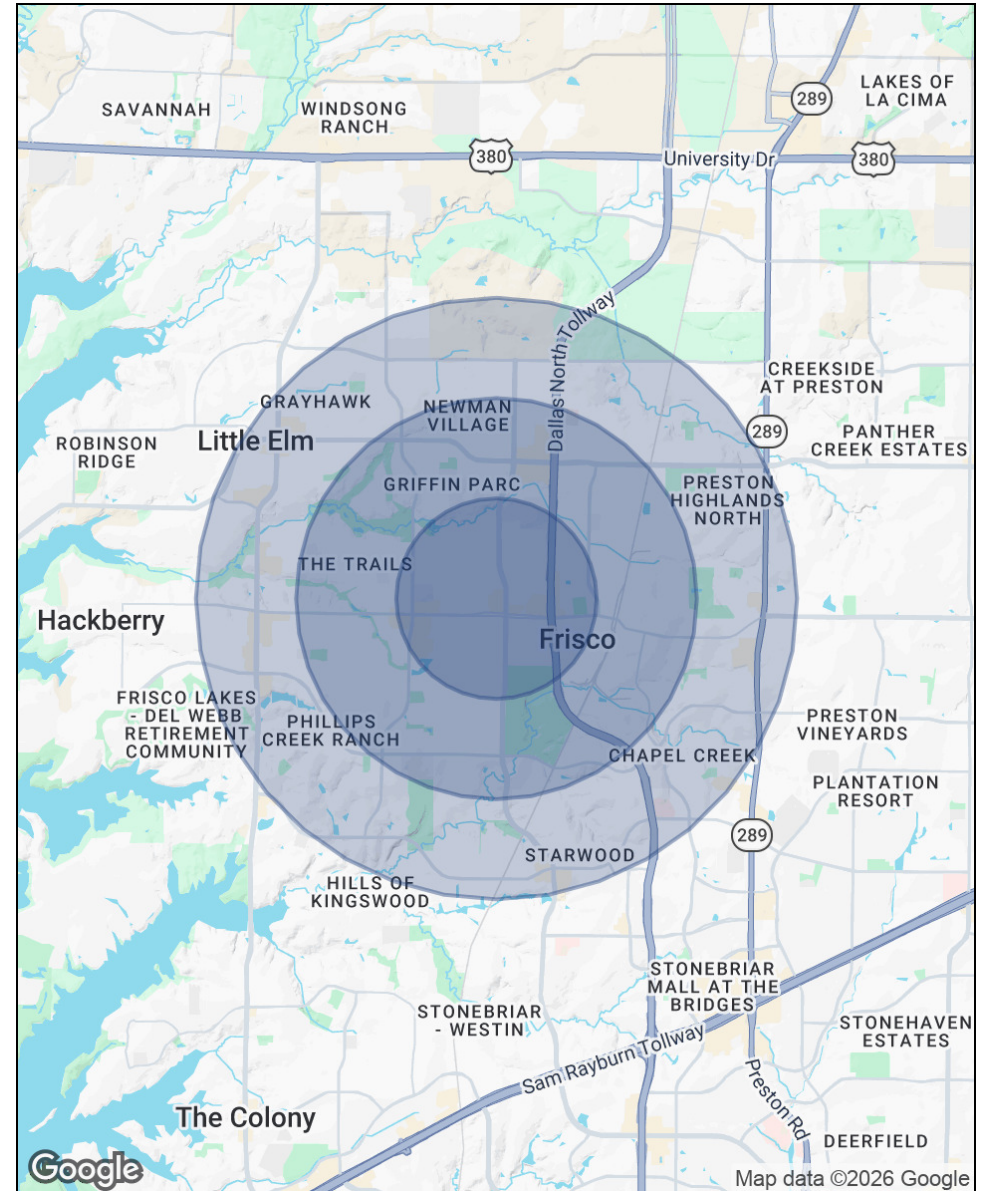 SAVANNAH
WINDSONG
RANCH
289
LAKES OF
LA CIMA
380
University Dr
380
Dallas North Tollway
CREEKSIDE
AT PRESTON
GRAYHAWK
NEWMAN
VILLAGE
Little Elm
289
ROBINSON
RIDGE
PANTHER
CREEK ESTATES
GRIFFIN PARC
PRESTON
HIGHLANDS
NORTH
THE TRAILS
Hackberry
Frisco
FRISCO LAKES
- DEL WEBB
RETIREMENT
COMMUNITY
PHILLIPS
CREEK RANCH
PRESTON
VINEYARDS
CHAPEL CREEK
PLANTATION
RESORT
289
STARWOOD
HILLS OF
KINGSWOOD
STONEBRIAR
MALL AT THE
BRIDGES
STONEBRIAR
- WESTIN
STONEHAVEN
ESTATES
Sam Rayburn Tollway
Preston Rd
The Colony
DEERFIELD
Google
Map data ©2026 Google